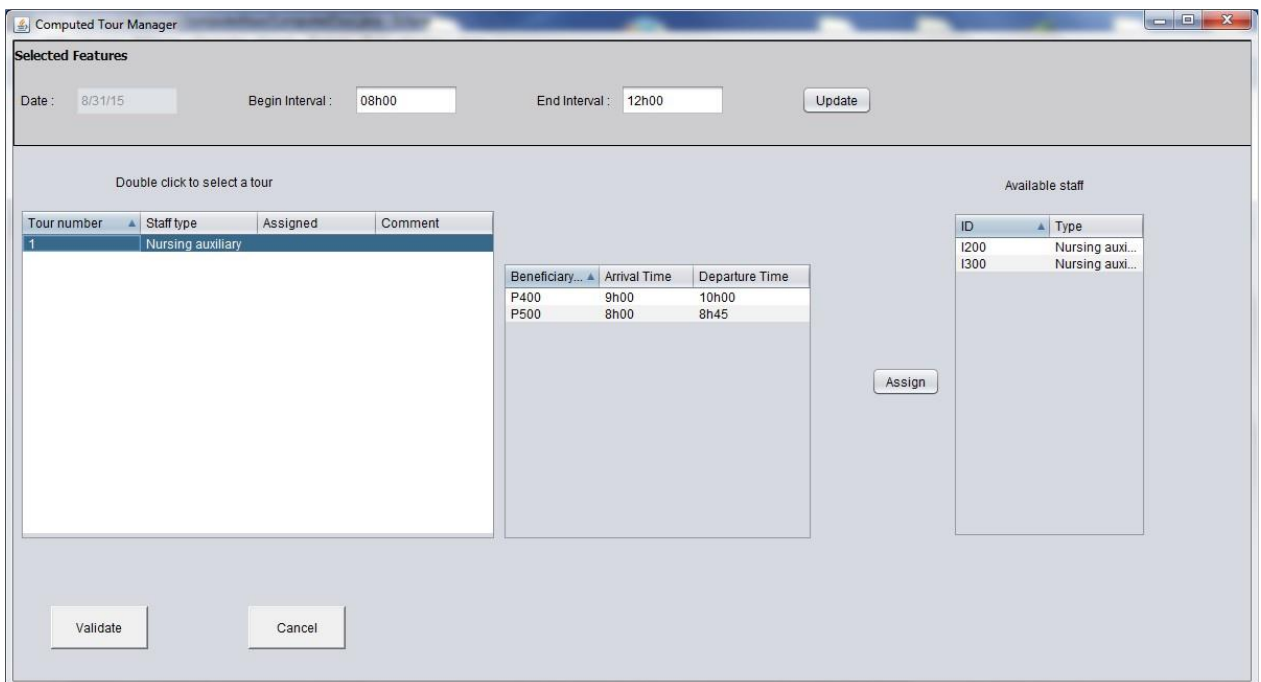 Computed Tour Manager
Selected Features
Date : 8/31/15 Begin Interval : 08h00 End Interval : 12h00 Update
Double click to select a tour
Available staff
Tour number Staff type Assigned Comment
1 Nursing auxiliary
Beneficiary... Arrival Time Departure Time
P400 9h00 10h00
P500 8h00 8h45
Assign
ID Type
I200 Nursing auxi...
I300 Nursing auxi...
Validate Cancel